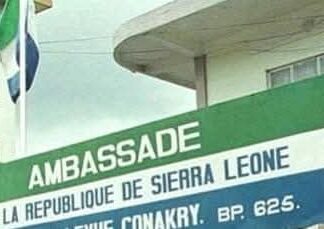 AMBASSADE
LA REPUBLIQUE DE SIERRA LEONE
CONAKRY. BP. 625.